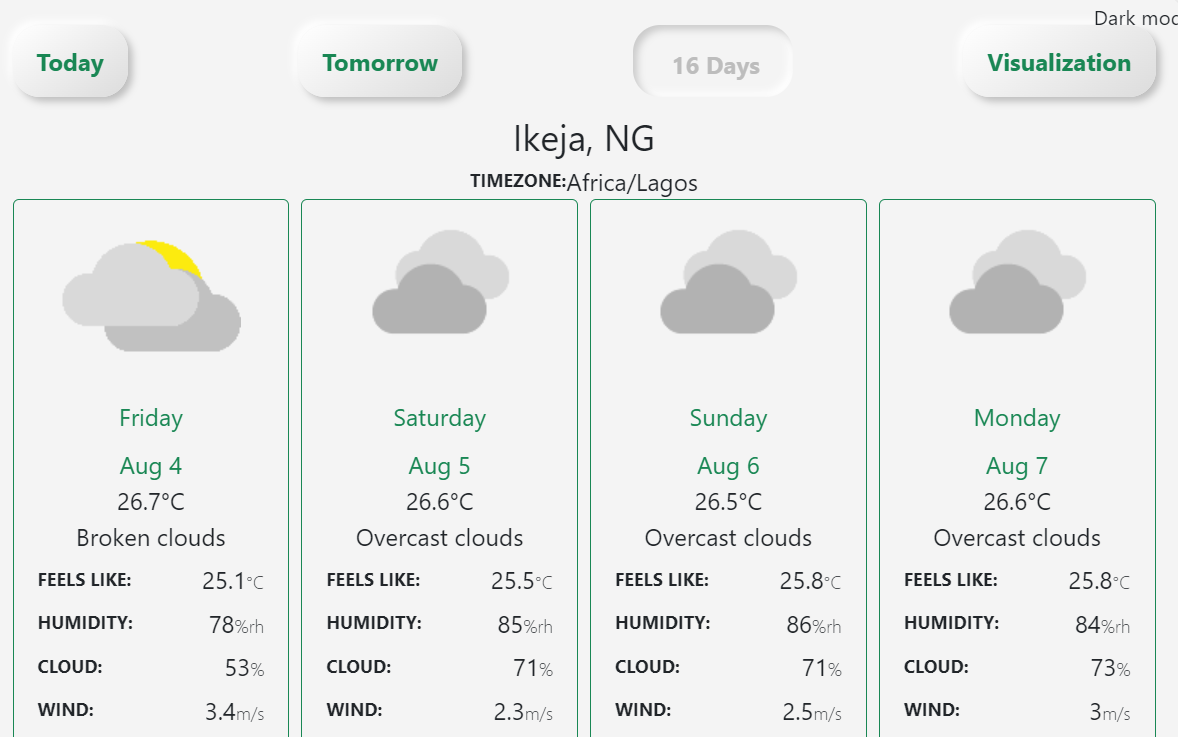 Dark mod
Today
Tomorrow
16 Days
Visualization
Ikeja, NG
TIMEZONE:Africa/Lagos
Friday
Aug 4
26.7°C
Broken clouds
FEELS LIKE: 25.1°C
HUMIDITY: 78%rh
CLOUD: 53%
WIND: 3.4m/s
Saturday
Aug 5
26.6°C
Overcast clouds
FEELS LIKE: 25.5°C
HUMIDITY: 85%rh
CLOUD: 71%
WIND: 2.3m/s
Sunday
Aug 6
26.5°C
Overcast clouds
FEELS LIKE: 25.8°C
HUMIDITY: 86%rh
CLOUD: 71%
WIND: 2.5m/s
Monday
Aug 7
26.6°C
Overcast clouds
FEELS LIKE: 25.8°C
HUMIDITY: 84%rh
CLOUD: 73%
WIND: 3m/s